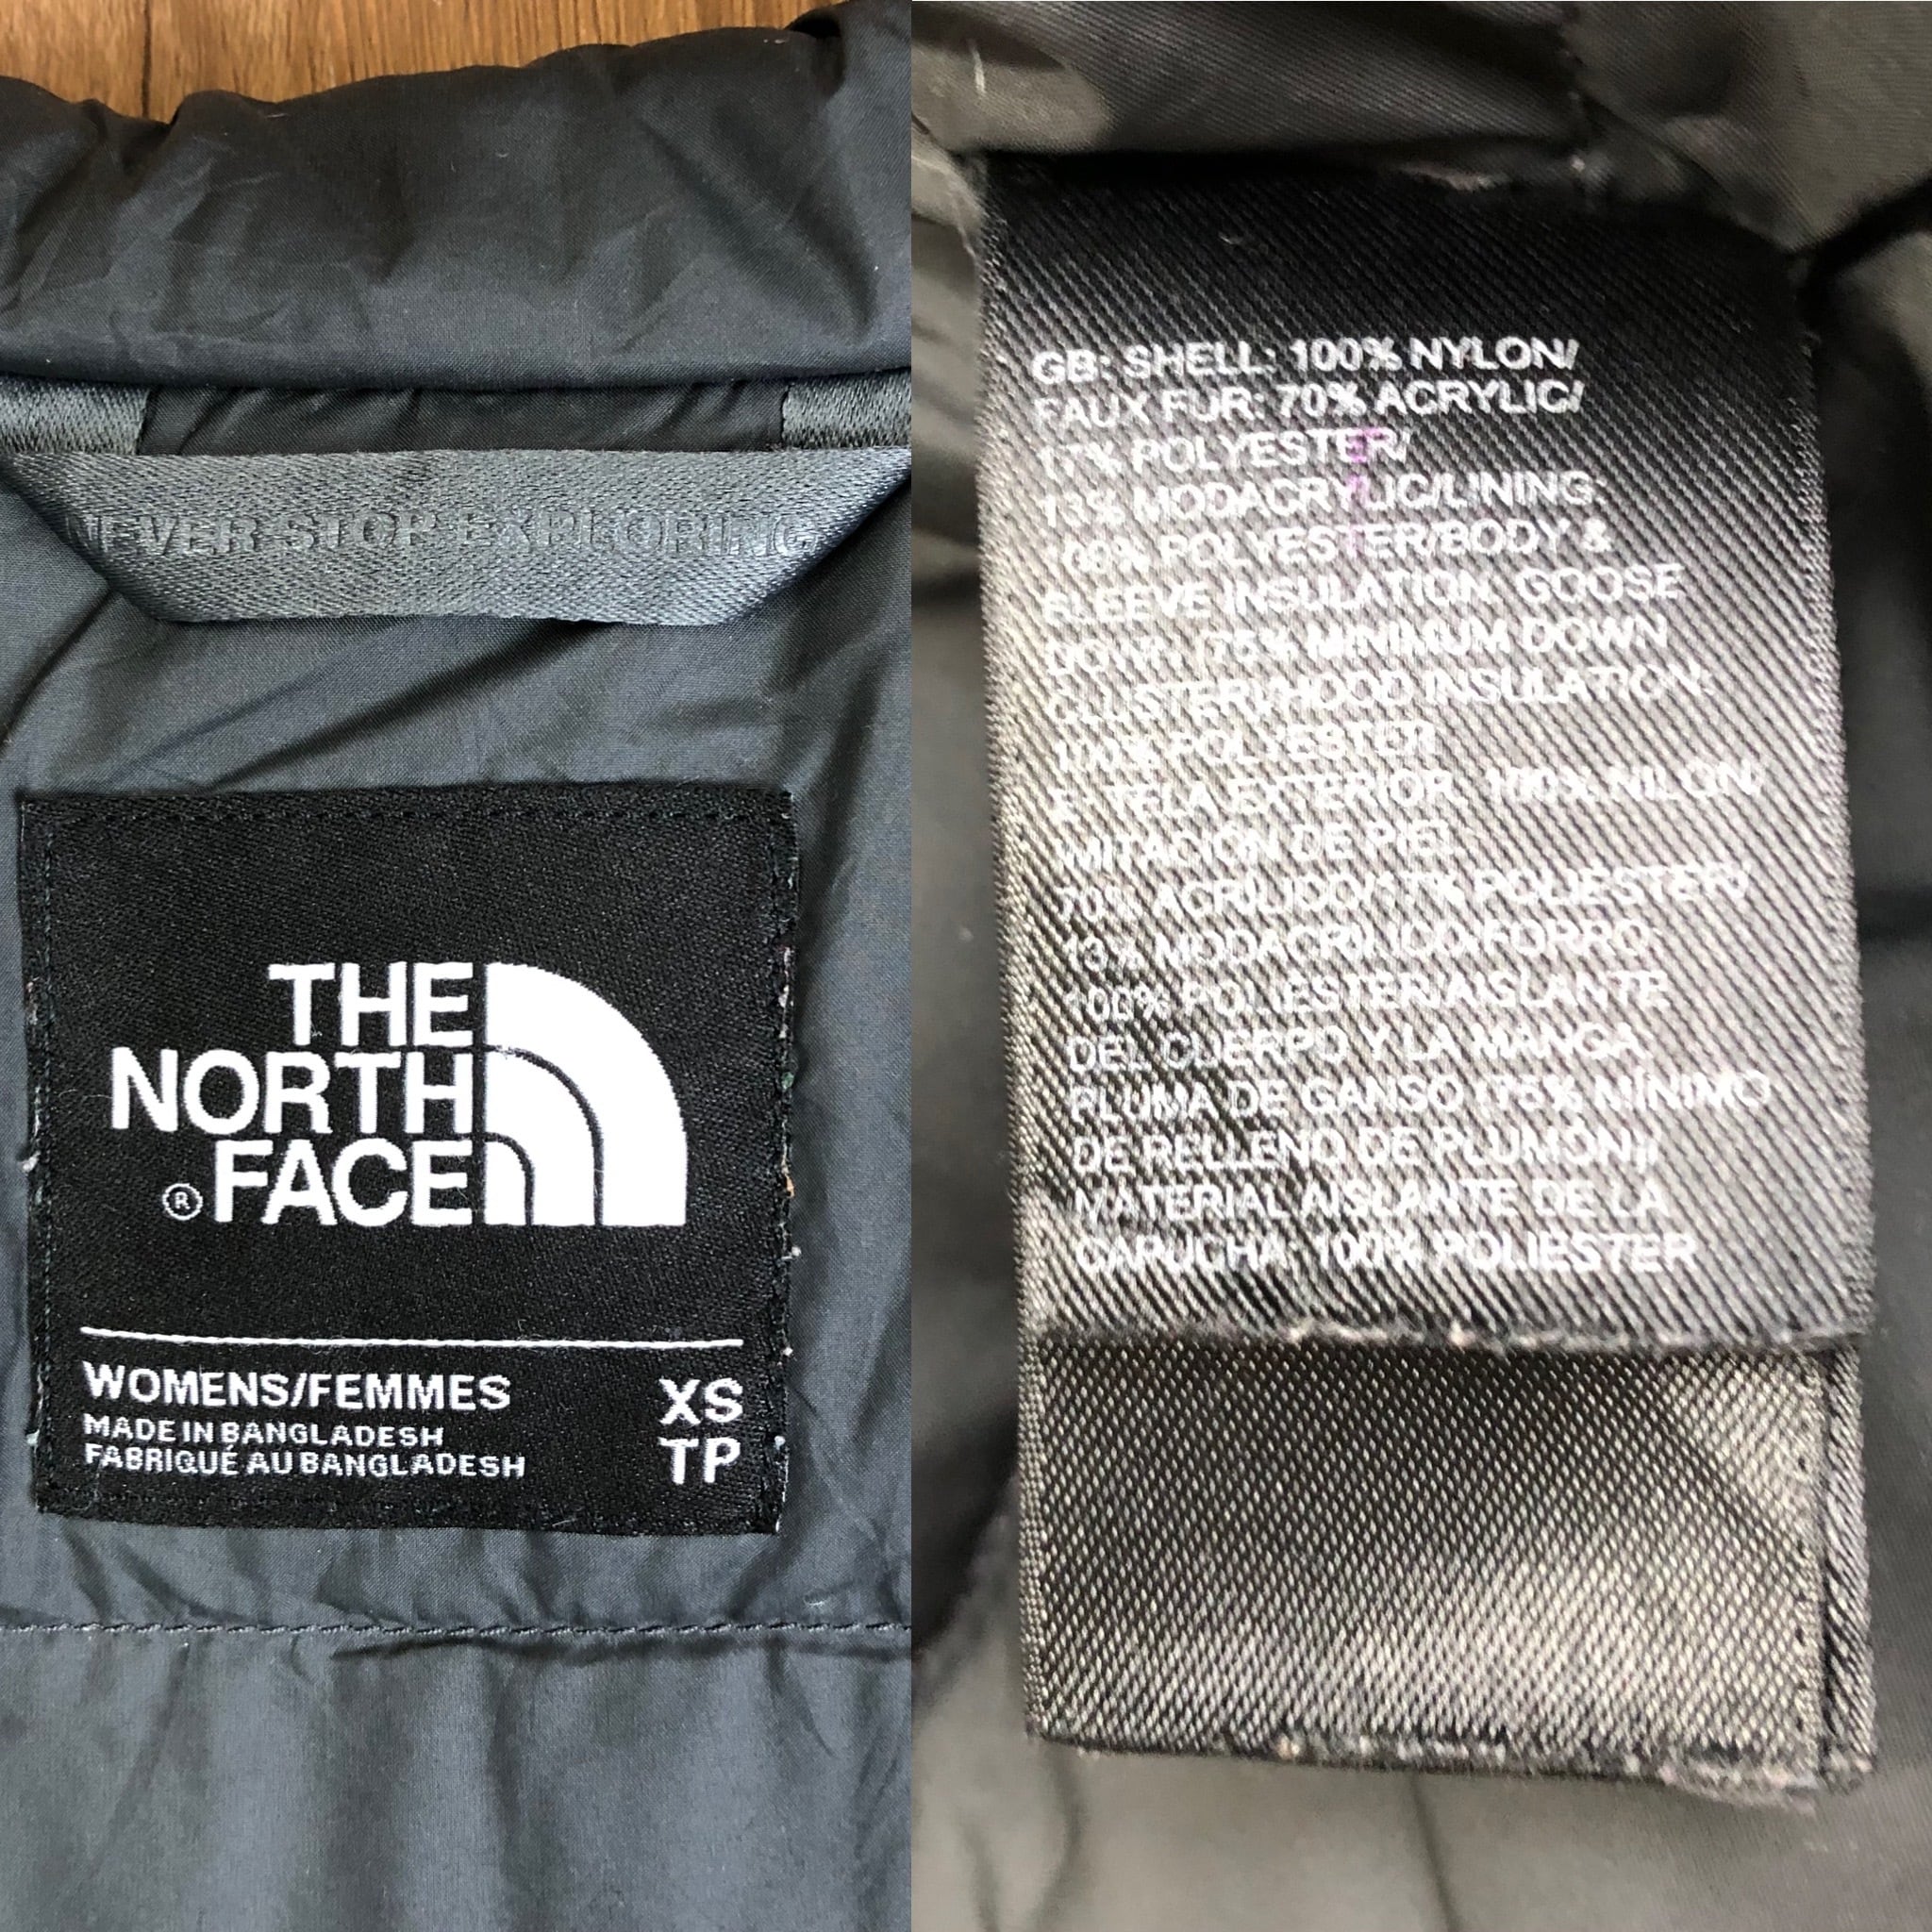 NEVER STOP EXPLORING
THE
NORTH
® FACE
WOMENS/FEMMES XS
MADE IN BANGLADESH TP
FABRIQUÉ AU BANGLADESH
GB: SHELL: 100% NYLON/
FAUX FUR: 70% ACRYLIC/
17% POLYESTER/
13% MODACRYLIC/LINING:
100% POLYESTER/BODY &
SLEEVE INSULATION: GOOSE
DOWN (75% MINIMUM DOWN
CLUSTER)/HOOD INSULATION:
100% POLYESTER
E: TELA EXTERIOR: 100% NILON/
IMITACIÓN DE PIEL:
70% ACRÍLICO/17% POLIÉSTER/
13% MODACRÍLICO/FORRO:
100% POLIÉSTER/AISLANTE
DEL CUERPO Y LA MANGA:
PLUMA DE GANSO (75% MÍNIMO
DE RELLENO DE PLUMÓN)/
MATERIAL AISLANTE DE LA
CAPUCHA: 100% POLIÉSTER